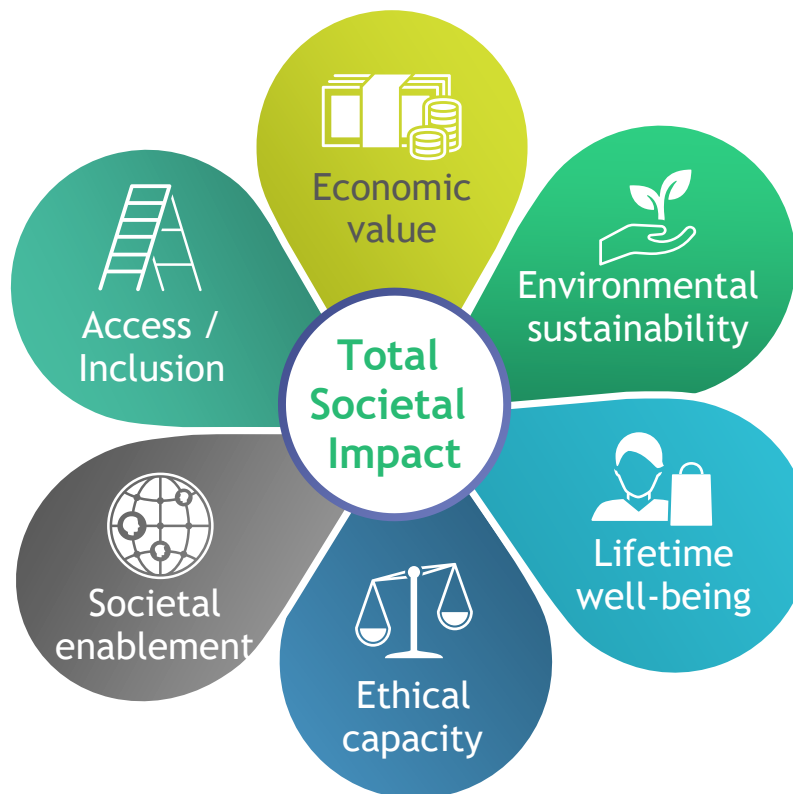 Economic
value
Environmental
sustainability
Access /
Inclusion
Total
Societal
Impact
Lifetime
well-being
Societal
enablement
Ethical
capacity